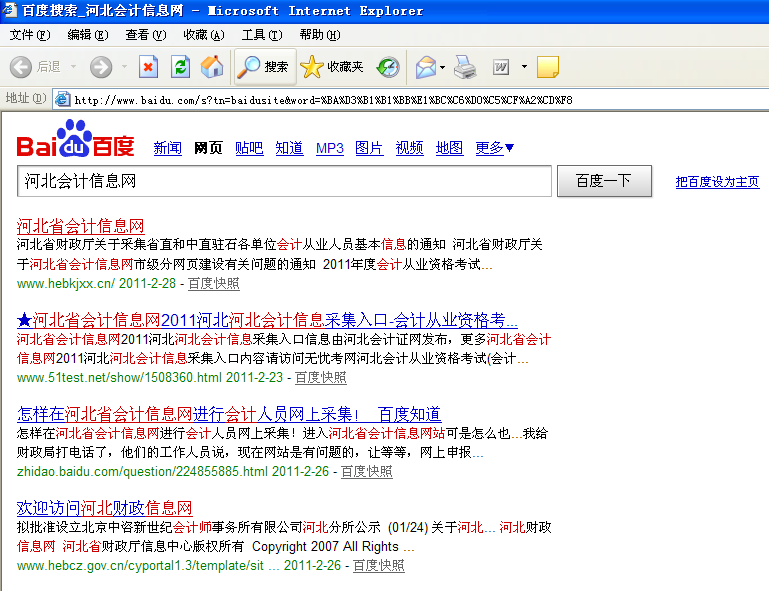 百度搜索_河北会计信息网 - Microsoft Internet Explorer
文件(F) 编辑(E) 查看(V) 收藏(A) 工具(T) 帮助(H)
后退 搜索 收藏夹
地址(D) http://www.baidu.com/s?tn=baidusite&word=%BA%D3%B1%B1%BB%E1%BC%C6%D0%C5%CF%A2%CD%F8
Bai du 百度 新闻 网页 贴吧 知道 MP3 图片 视频 地图 更多▼
河北会计信息网 百度一下 把百度设为主页
河北省会计信息网
河北省财政厅关于采集省直和中直驻石各单位会计从业人员基本信息的通知 河北省财政厅关
于河北省会计信息网市级分网页建设有关问题的通知 2011年度会计从业资格考试...
www.hebkjxx.cn/ 2011-2-28 - 百度快照
★河北省会计信息网2011河北河北会计信息采集入口-会计从业资格考...
河北省会计信息网2011河北河北会计信息采集入口信息由河北会计证网发布，更多河北省会计
信息网2011河北河北会计信息采集入口内容请访问无忧考网河北会计从业资格考试(会计...
www.51test.net/show/1508360.html 2011-2-23 - 百度快照
怎样在河北省会计信息网进行会计人员网上采集！ 百度知道
怎样在河北省会计信息网进行会计人员网上采集！进入河北省会计信息网站可是怎么也...我给
财政局打电话了，他们的工作人员说，现在网站是有问题的，让等等，网上申报...
zhidao.baidu.com/question/224855885.html 2011-2-26 - 百度快照
欢迎访问河北财政信息网
拟批准设立北京中咨新世纪会计师事务所有限公司河北分所公示 (01/24) 关于河北... 河北财政
信息网 河北省财政厅信息中心版权所有 Copyright 2007 All Rights ...
www.hebcz.gov.cn/cyportal1.3/template/sit ... 2011-2-26 - 百度快照